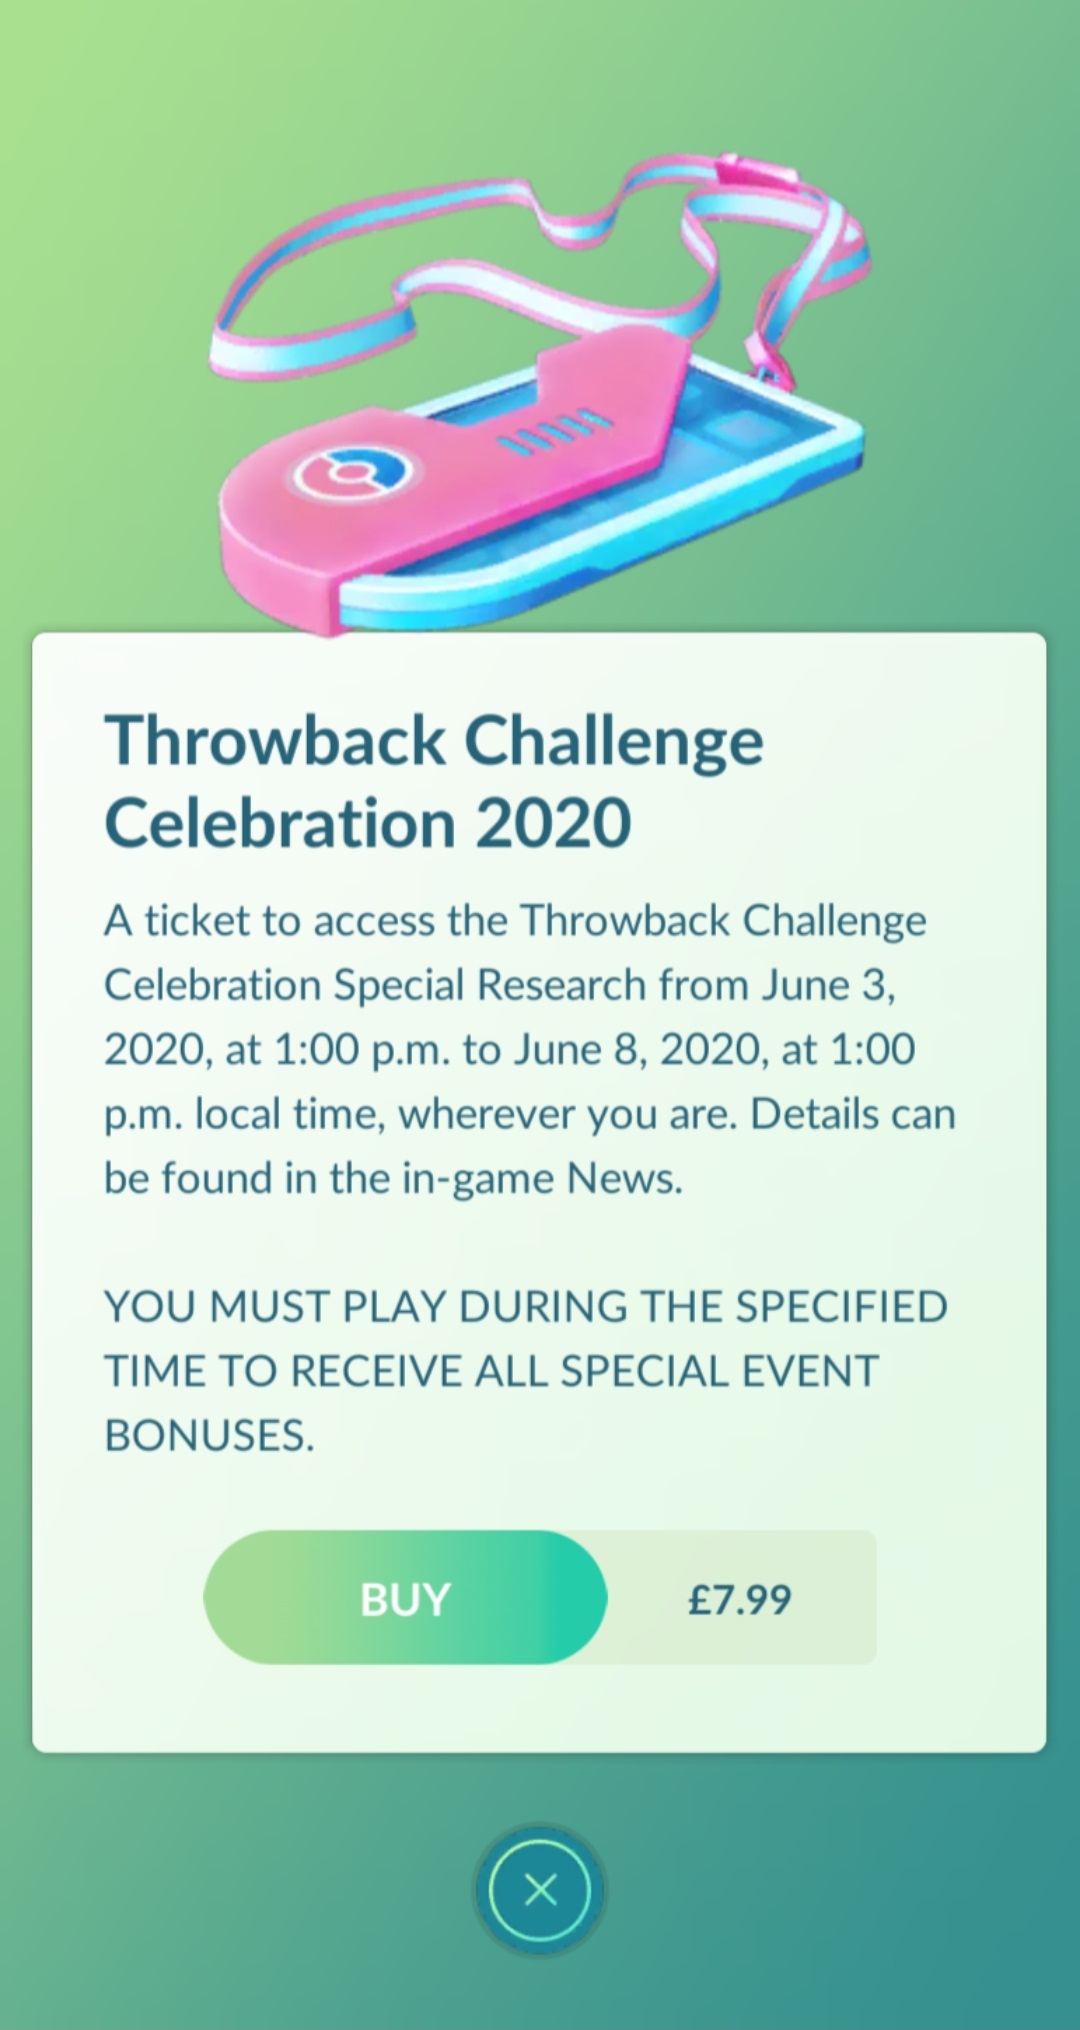 Throwback Challenge
Celebration 2020
A ticket to access the Throwback Challenge
Celebration Special Research from June 3,
2020, at 1:00 p.m. to June 8, 2020, at 1:00
p.m. local time, wherever you are. Details can
be found in the in-game News.
YOU MUST PLAY DURING THE SPECIFIED
TIME TO RECEIVE ALL SPECIAL EVENT
BONUSES.
BUY £7.99